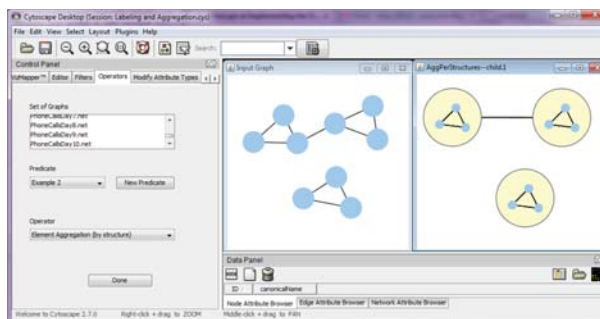 Cytoscape Desktop (Session: Labeling and Aggregation.cys)
File Edit View Select Layout Plugins Help
Search:
Control Panel
VizMapper™ Editor Filters Operators Modify Attribute Types
Set of Graphs
PhoneCallsDay7.net
PhoneCallsDay8.net
PhoneCallsDay9.net
PhoneCallsDay10.net
Predicate
Example 2 New Predicate
Operator
Element Aggregation (by structure)
Done
Input Graph
AggPerStructures--child.1
Data Panel
ID canonicalName
Node Attribute Browser Edge Attribute Browser Network Attribute Browser
Welcome to Cytoscape 2.7.0 Right-click + drag to ZOOM Middle-click + drag to PAN